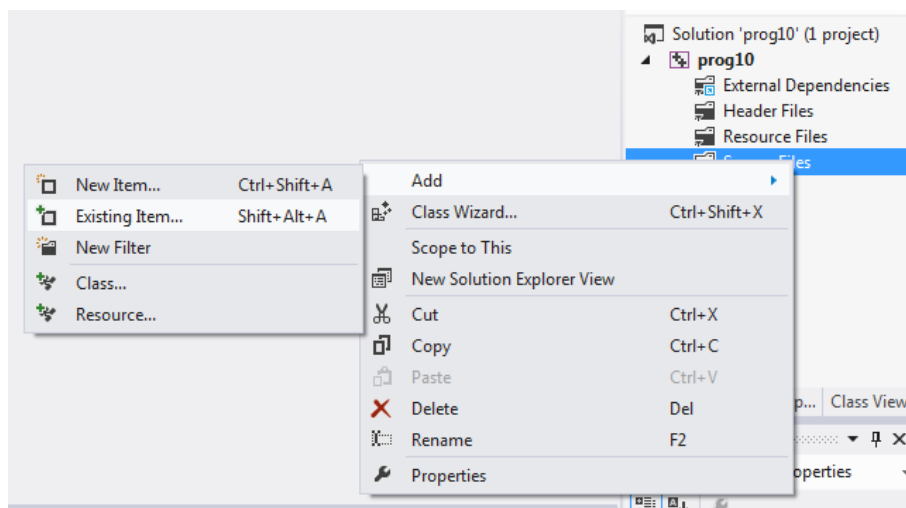 Solution 'prog10' (1 project)
prog10
External Dependencies
Header Files
Resource Files
New Item... Ctrl+Shift+A
Existing Item... Shift+Alt+A
New Filter
Class...
Resource...
Add
Class Wizard... Ctrl+Shift+X
Scope to This
New Solution Explorer View
Cut Ctrl+X
Copy Ctrl+C
Paste Ctrl+V
Delete Del
Rename F2
Properties
p... Class View
operties